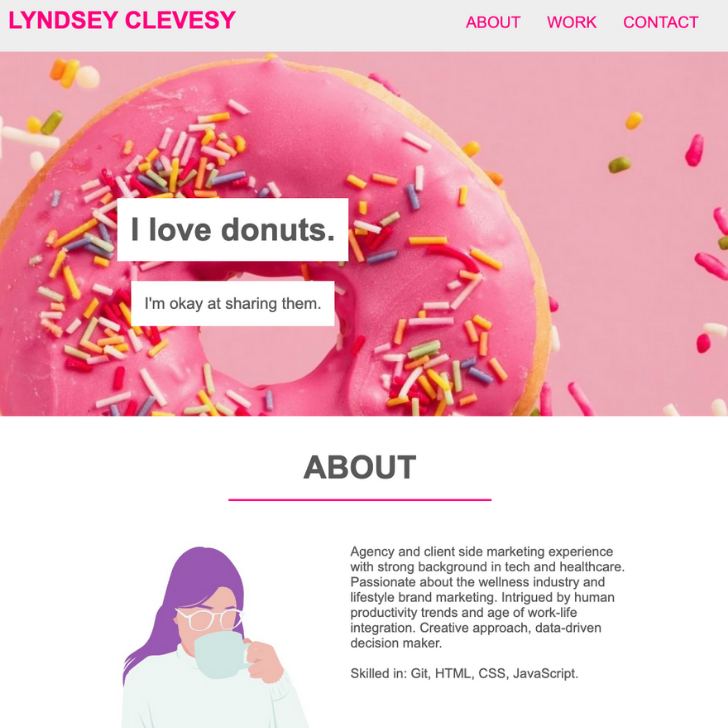 LYNDSEY CLEVESY
ABOUT WORK CONTACT
I love donuts.
I'm okay at sharing them.
ABOUT
Agency and client side marketing experience
with strong background in tech and healthcare.
Passionate about the wellness industry and
lifestyle brand marketing. Intrigued by human
productivity trends and age of work-life
integration. Creative approach, data-driven
decision maker.
Skilled in: Git, HTML, CSS, JavaScript.